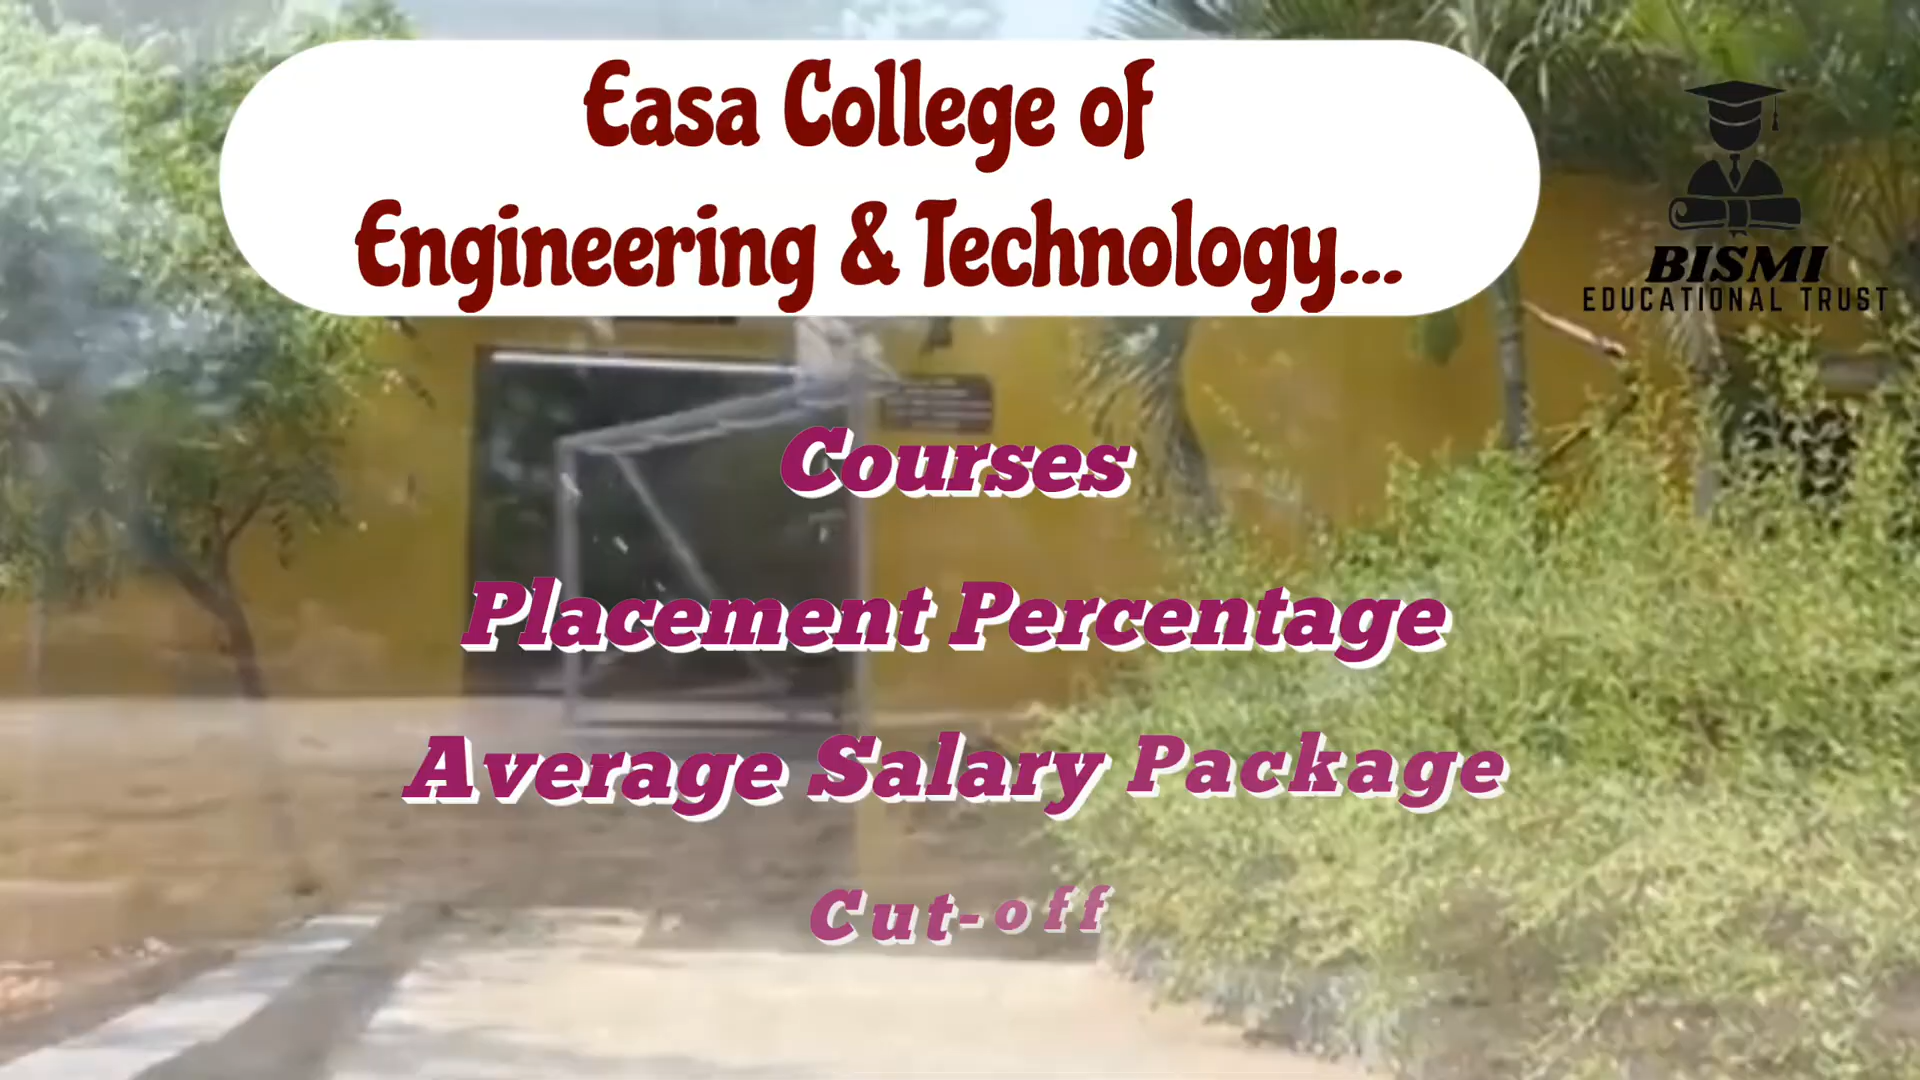 Easa College of
Engineering & Technology...
BISMI
EDUCATIONAL TRUST
Courses
Placement Percentage
Average Salary Package
Cut-off